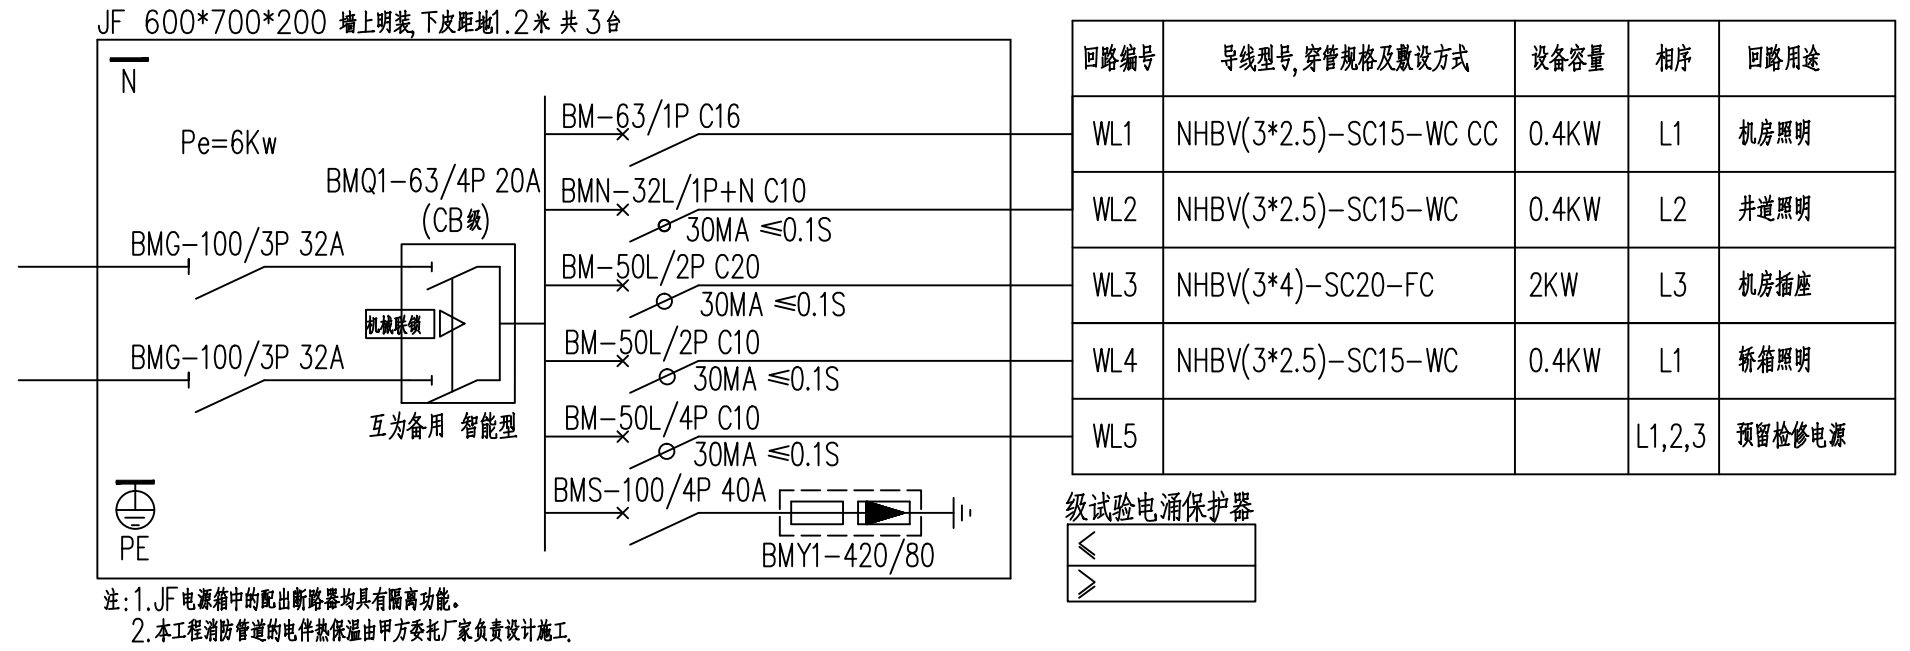 JF 600*700*200 墙上明装,下皮距地1.2米 共 3台
N
Pe=6Kw
BMG-100/3P 32A
BMG-100/3P 32A
BMQ1-63/4P 20A
(CB级)
机械联锁
互为备用 智能型
PE
BM-63/1P C16
BMN-32L/1P+N C10
30MA ≤0.1S
BM-50L/2P C20
30MA ≤0.1S
BM-50L/2P C10
30MA ≤0.1S
BM-50L/4P C10
30MA ≤0.1S
BMS-100/4P 40A
BMY1-420/80
回路编号 导线型号,穿管规格及敷设方式 设备容量 相序 回路用途
WL1 NHBV(3*2.5)-SC15-WC CC 0.4KW L1 机房照明
WL2 NHBV(3*2.5)-SC15-WC 0.4KW L2 井道照明
WL3 NHBV(3*4)-SC20-FC 2KW L3 机房插座
WL4 NHBV(3*2.5)-SC15-WC 0.4KW L1 轿箱照明
WL5 L1,2,3 预留检修电源
级试验电涌保护器
≤
≥
注:1.JF电源箱中的配出断路器均具有隔离功能。
2.本工程消防管道的电伴热保温由甲方委托厂家负责设计施工.